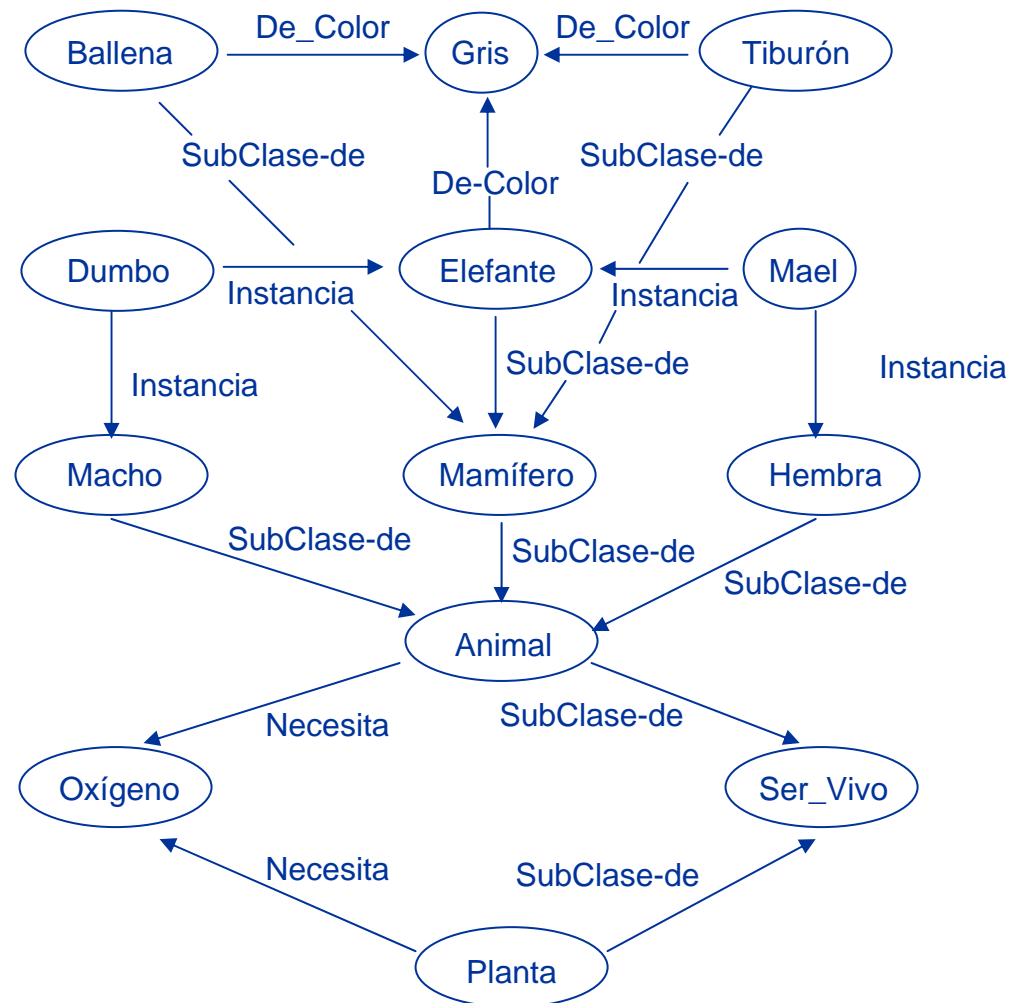 De_Color
De_Color
Ballena
Gris
Tiburón
SubClase-de
SubClase-de
De-Color
Dumbo
Elefante
Mael
Instancia
Instancia
SubClase-de
Instancia
Instancia
Macho
Mamífero
Hembra
SubClase-de
SubClase-de
SubClase-de
Animal
Necesita
SubClase-de
Oxígeno
Ser_Vivo
Necesita
SubClase-de
Planta